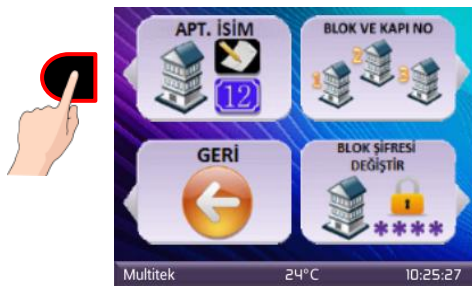 APT. İSİM
12
BLOK VE KAPI NO
1 2 3
GERİ
BLOK ŞİFRESİ
DEĞİŞTİR
****
Multitek 24°C 10:25:27